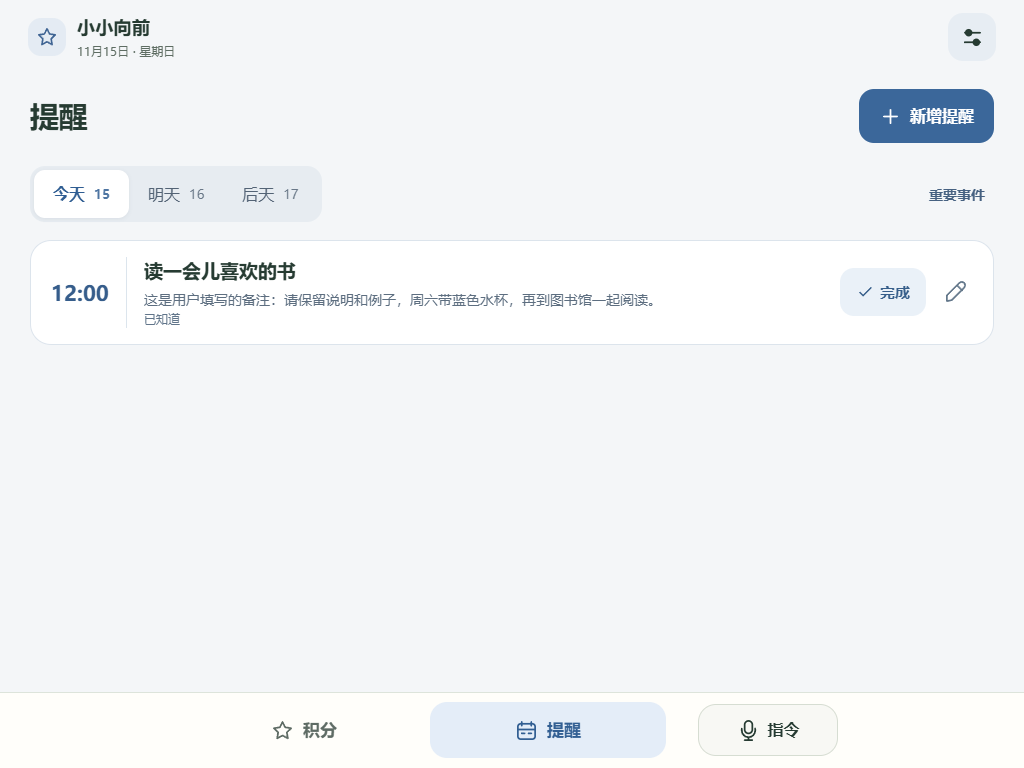 小小向前
11月15日 · 星期日
提醒
新增提醒
今天 15
明天 16
后天 17
重要事件
12:00
读一会儿喜欢的书
这是用户填写的备注：请保留说明和例子，周六带蓝色水杯，再到图书馆一起阅读。
已知道
完成
积分
提醒
指令